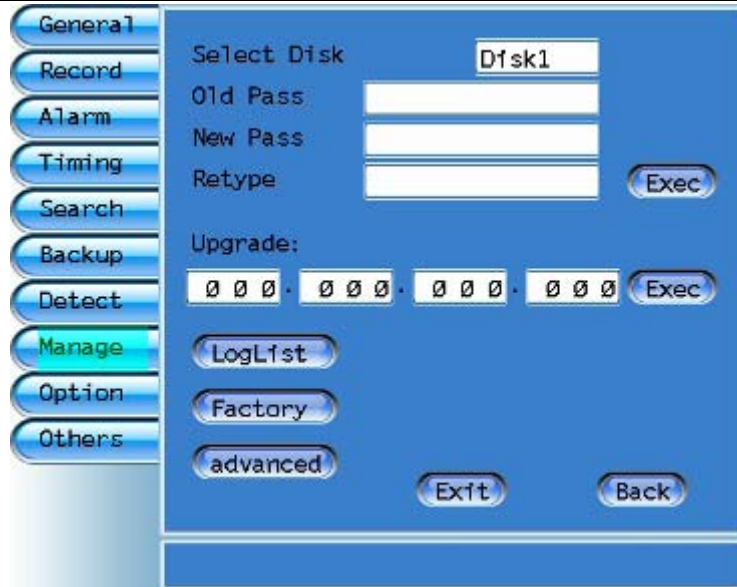 General
Record
Alarm
Timing
Search
Backup
Detect
Manage
Option
Others
Select Disk Disk1
Old Pass
New Pass
Retype Exec
Upgrade:
000.000.000.000 Exec
LogList
Factory
advanced
Exit Back